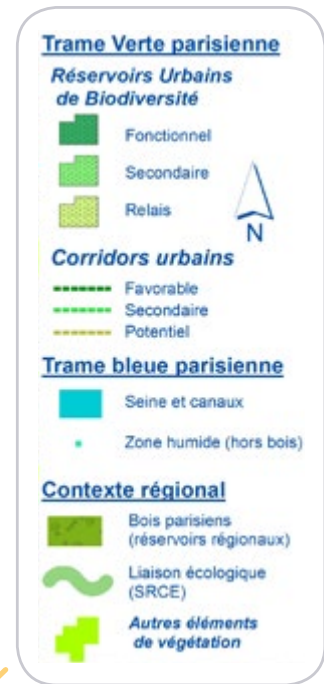 Trame Verte parisienne
Réservoirs Urbains
de Biodiversité
Fonctionnel
Secondaire
Relais
N
Corridors urbains
Favorable
Secondaire
Potentiel
Trame bleue parisienne
Seine et canaux
Zone humide (hors bois)
Contexte régional
Bois parisiens
(réservoirs régionaux)
Liaison écologique
(SRCE)
Autres éléments
de végétation